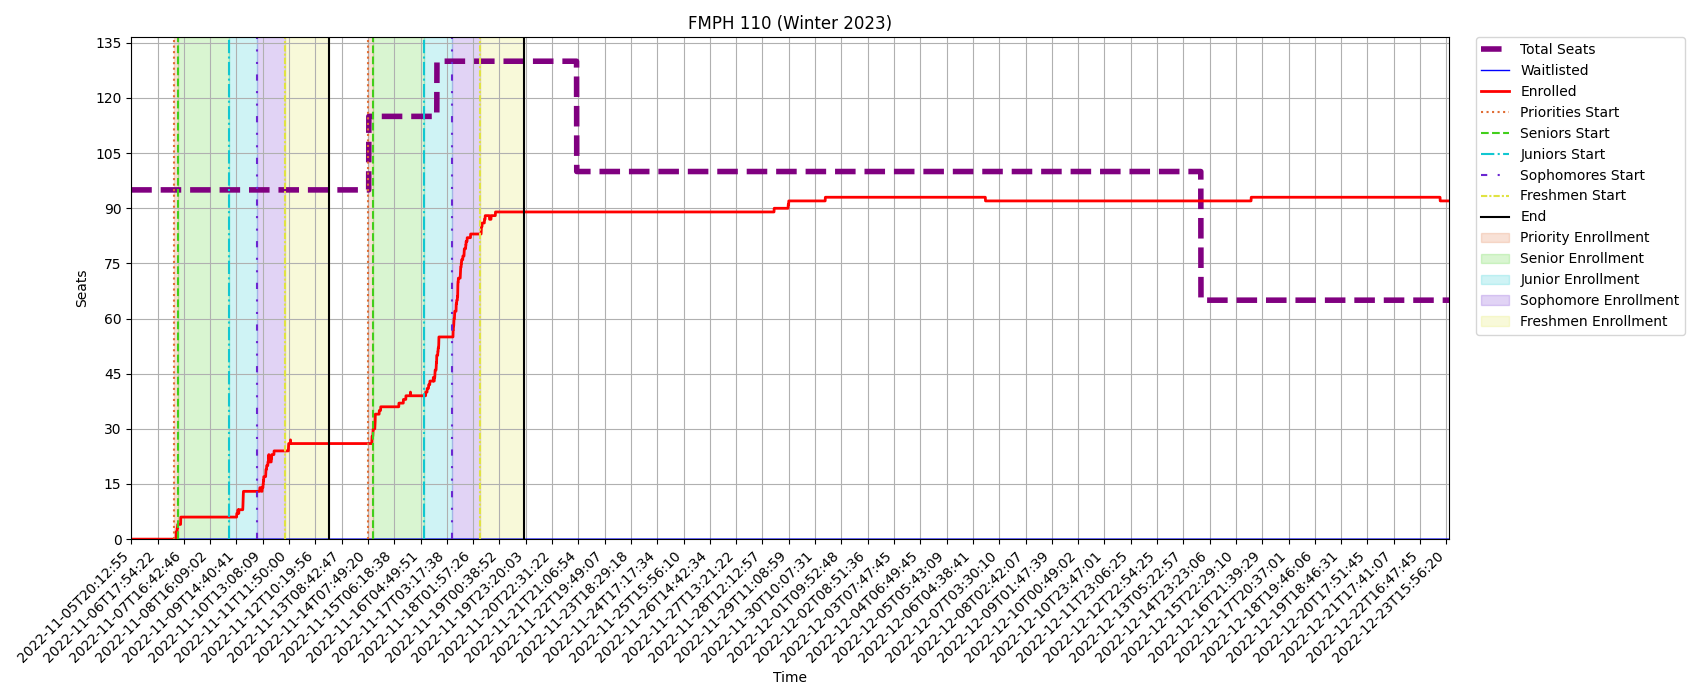 FMPH 110 (Winter 2023)
Seats
135
120
105
90
75
60
45
30
15
0
2022-11-05T20:12:55
2022-11-06T17:54:22
2022-11-07T16:42:46
2022-11-08T16:09:02
2022-11-09T14:40:41
2022-11-10T13:08:09
2022-11-11T11:50:00
2022-11-12T10:19:56
2022-11-13T08:42:47
2022-11-14T07:49:20
2022-11-15T06:18:38
2022-11-16T04:49:51
2022-11-17T03:17:38
2022-11-18T01:57:26
2022-11-19T00:38:52
2022-11-19T23:20:03
2022-11-20T22:31:22
2022-11-21T21:06:54
2022-11-22T19:49:07
2022-11-23T18:29:18
2022-11-24T17:17:34
2022-11-25T15:56:10
2022-11-26T14:42:34
2022-11-27T13:21:22
2022-11-28T12:12:57
2022-11-29T11:08:59
2022-11-30T10:07:31
2022-12-01T09:52:48
2022-12-02T08:51:36
2022-12-03T07:47:45
2022-12-04T06:49:45
2022-12-05T05:43:09
2022-12-06T04:38:41
2022-12-07T03:30:10
2022-12-08T02:42:07
2022-12-09T01:47:39
2022-12-10T00:49:02
2022-12-10T23:47:01
2022-12-11T23:06:25
2022-12-12T22:54:25
2022-12-13T05:22:57
2022-12-14T23:23:06
2022-12-15T22:29:10
2022-12-16T21:39:29
2022-12-17T20:37:01
2022-12-18T19:46:06
2022-12-19T18:46:31
2022-12-20T17:51:45
2022-12-21T17:41:07
2022-12-22T16:47:45
2022-12-23T15:56:20
Time
Total Seats
Waitlisted
Enrolled
Priorities Start
Seniors Start
Juniors Start
Sophomores Start
Freshmen Start
End
Priority Enrollment
Senior Enrollment
Junior Enrollment
Sophomore Enrollment
Freshmen Enrollment